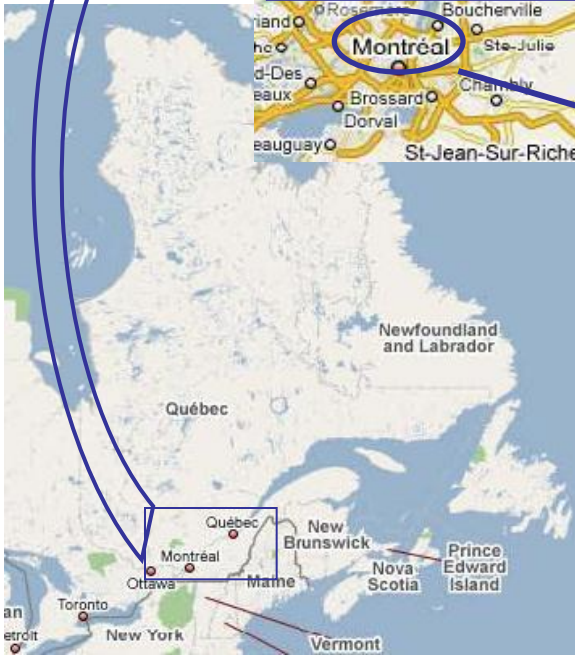 Rosemère
Boucherville
riand
Montréal
Ste-Julie
d-Des
eaux
Chambly
Brossard
Dorval
eauguay
St-Jean-Sur-Riche
Newfoundland
and Labrador
Québec
Québec
Montréal
Ottawa
New
Brunswick
Prince
Edward
Island
Nova
Scotia
Maine
Toronto
an
etroit
New York
Vermont